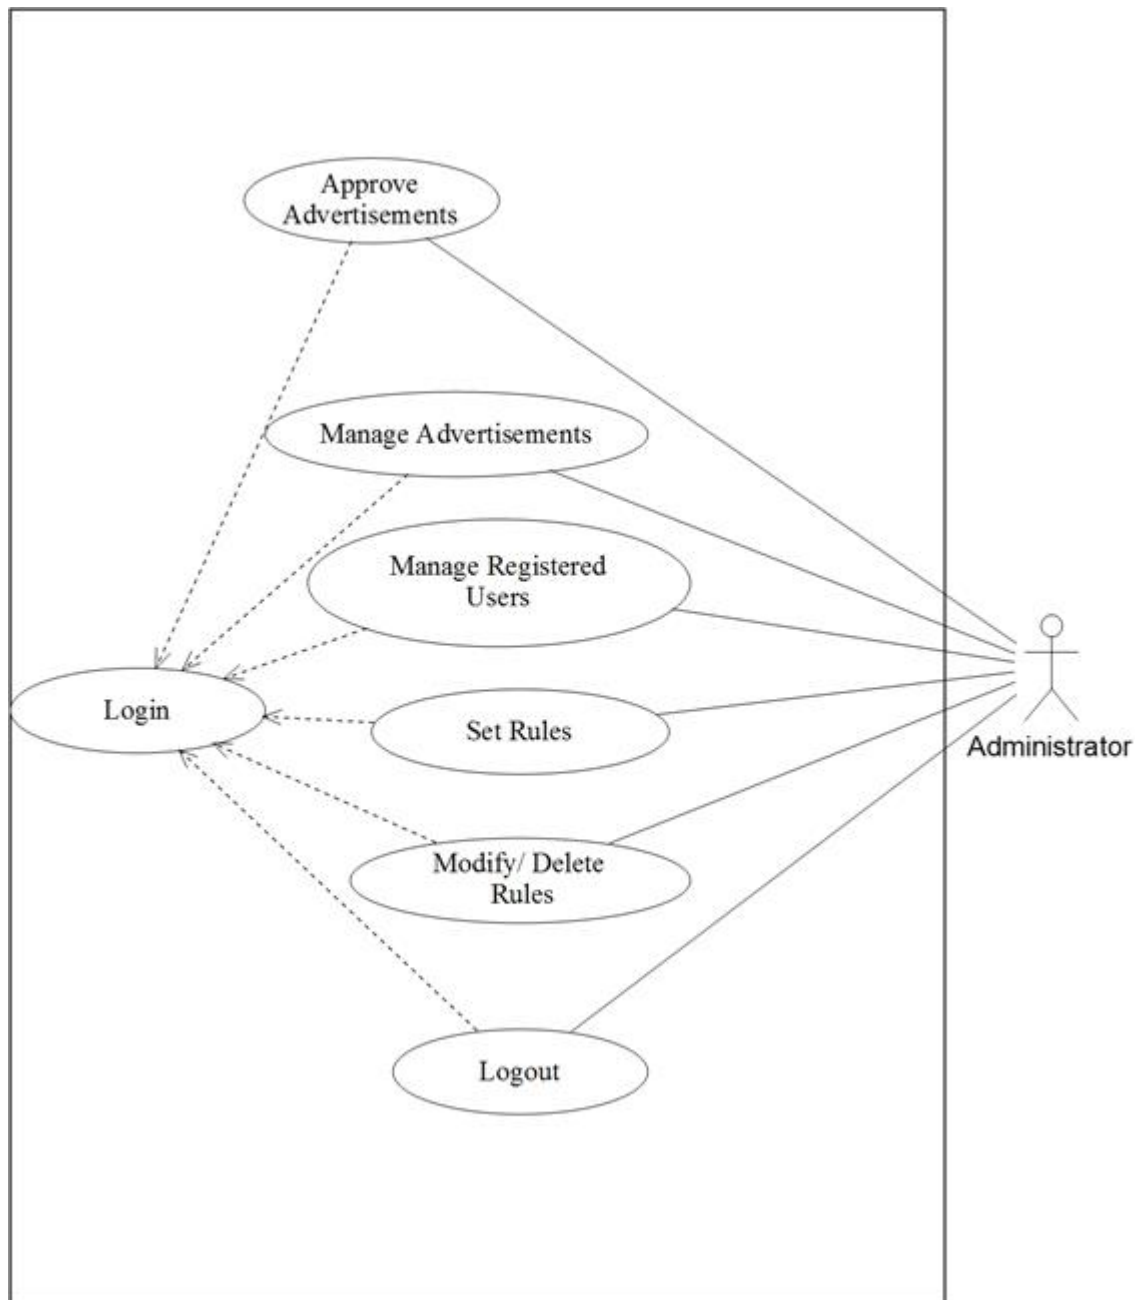 Approve
Advertisements
Manage Advertisements
Manage Registered
Users
Login
Set Rules
Administrator
Modify/ Delete
Rules
Logout